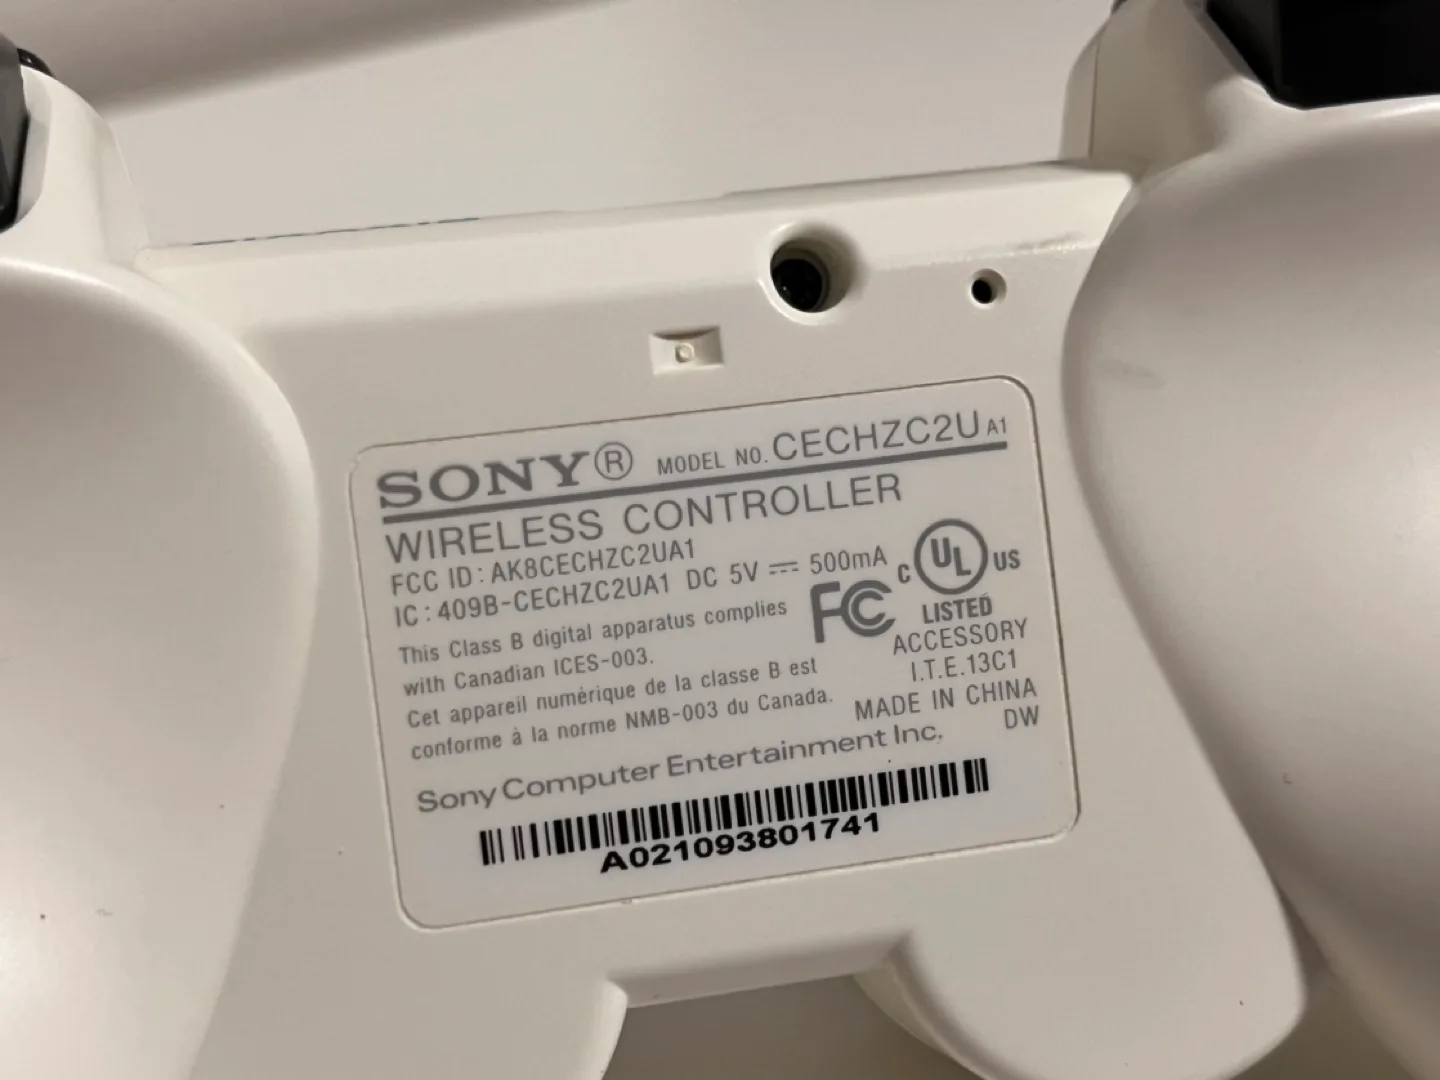 SONY® MODEL NO. CECHZC2U A1
WIRELESS CONTROLLER
FCC ID: AK8CECHZC2UA1
IC: 409B-CECHZC2UA1 DC 5V ⎓ 500mA
This Class B digital apparatus complies
with Canadian ICES-003.
Cet appareil numérique de la classe B est
conforme à la norme NMB-003 du Canada.
FC
C UL US
LISTED
ACCESSORY
I.T.E.13C1
MADE IN CHINA
DW
Sony Computer Entertainment Inc.
A021093801741